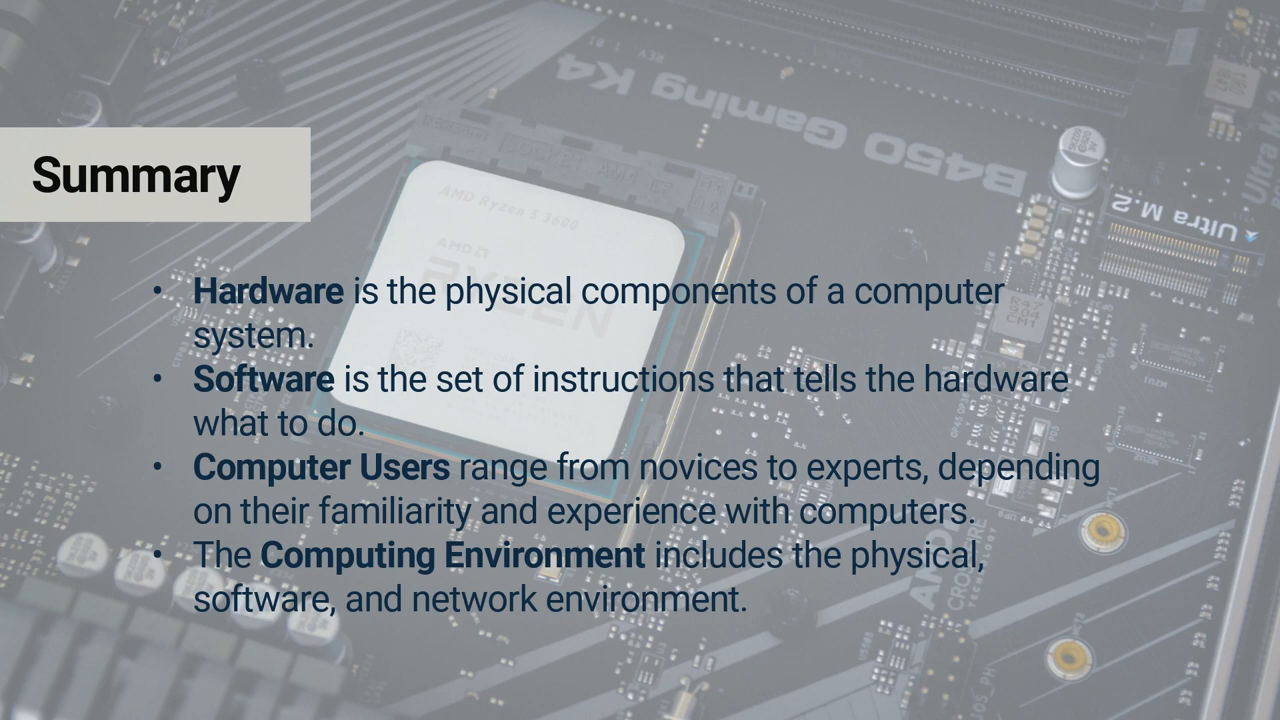 B450 Gaming K4
Ultra M.2
AMD Ryzen 5 3600
AMD
RYZEN
Summary
• Hardware is the physical components of a computer
system.
• Software is the set of instructions that tells the hardware
what to do.
• Computer Users range from novices to experts, depending
on their familiarity and experience with computers.
• The Computing Environment includes the physical,
software, and network environment.